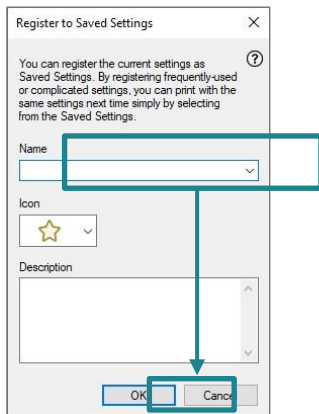 Register to Saved Settings
You can register the current settings as
Saved Settings. By registering frequently-used
or complicated settings, you can print with the
same settings next time simply by selecting
from the Saved Settings.
Name
Icon
Description
OK
Cancel